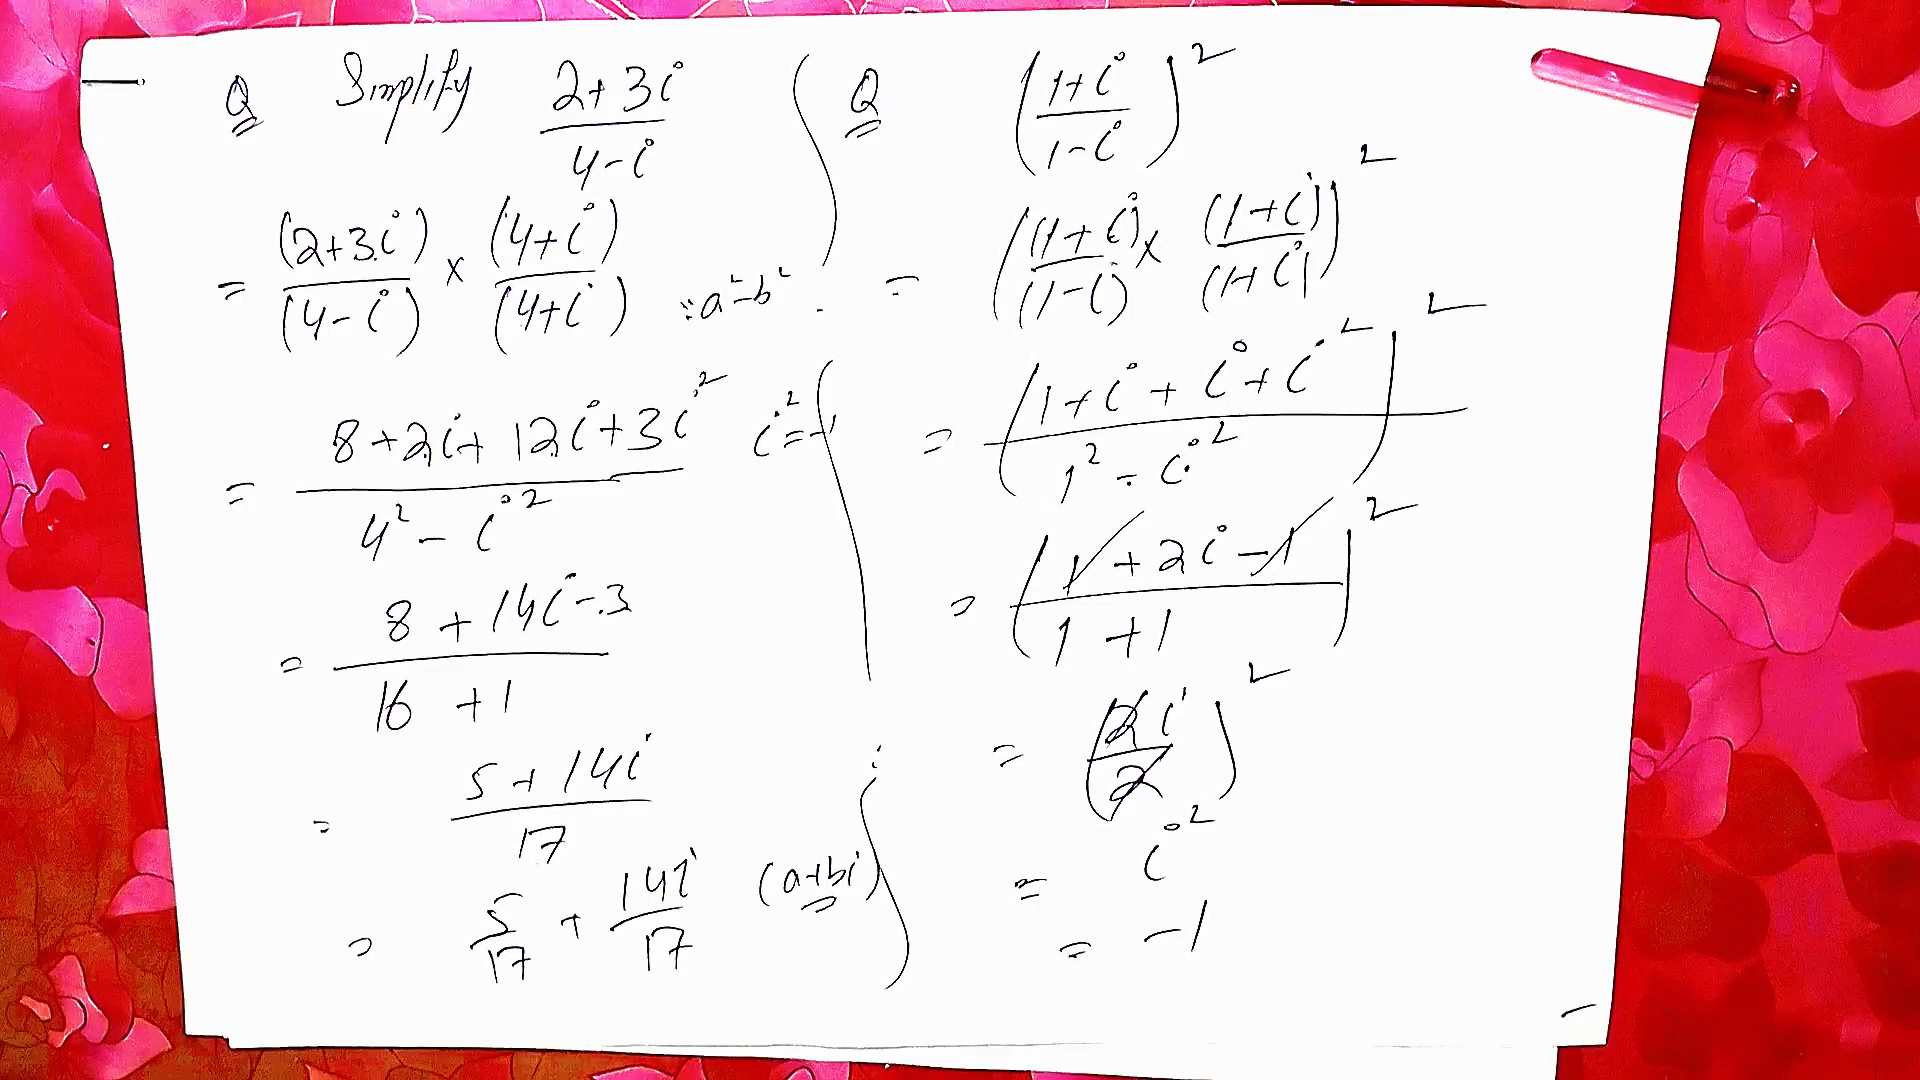 Q Simplify (2+3i)/(4-i)
= (2+3i)/(4-i) × (4+i)/(4+i) ∵ a²-b²
= (8+2i+12i+3i²)/(4²-i²) i²=-1
= (8+14i-3)/(16+1)
= (5+14i)/17
= 5/17 + 14i/17 (a+bi)
Q ((1+i)/(1-i))²
= ((1+i)/(1-i) × (1+i)/(1+i))²
= ((1+i+i+i²)/(1²-i²))²
= ((1+2i-1)/(1+1))²
= (2i/2)²
= i²
= -1